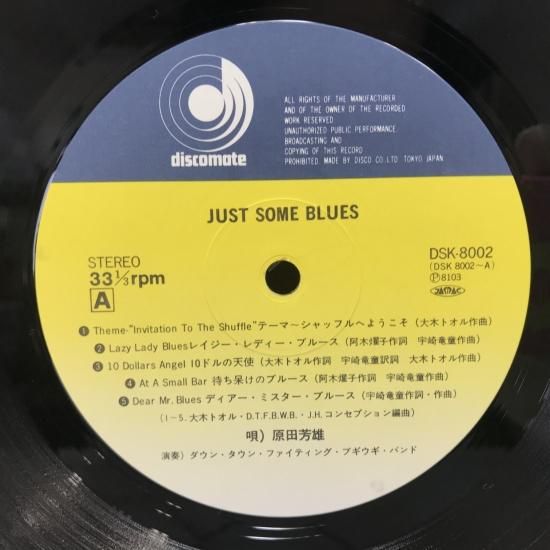 discomate
ALL RIGHTS OF THE MANUFACTURER
AND OF THE OWNER OF THE RECORDED
WORK RESERVED
UNAUTHORIZED PUBLIC PERFORMANCE.
BROADCASTING AND
COPYING OF THIS RECORD
PROHIBITED. MADE BY DISCO CO. LTD. TOKYO, JAPAN
JUST SOME BLUES
STEREO
33 1/3 rpm
A
DSK-8002
(DSK 8002~A)
Ⓟ8103
❶ Theme-"Invitation To The Shuffle"テーマ~シャッフルへようこそ (大木トオル作曲)
❷ Lazy Lady Bluesレイジー・レディー・ブルース (阿木燿子作詞 宇崎竜童作曲)
❸ 10 Dollars Angel 10ドルの天使 (大木トオル作詞 宇崎竜童訳詞 大木トオル作曲)
❹ At A Small Bar 待ち呆けのブルース (阿木燿子作詞 宇崎竜童作曲)
❺ Dear Mr. Blues ディアー・ミスター・ブルース (宇崎竜童作詞・作曲)
(1~5. 大木トオル・D.T.F.B.W.B.・J.H. コンセプション編曲)
唄) 原田芳雄
演奏) ダウン・タウン・ファイティング・ブギウギ・バンド